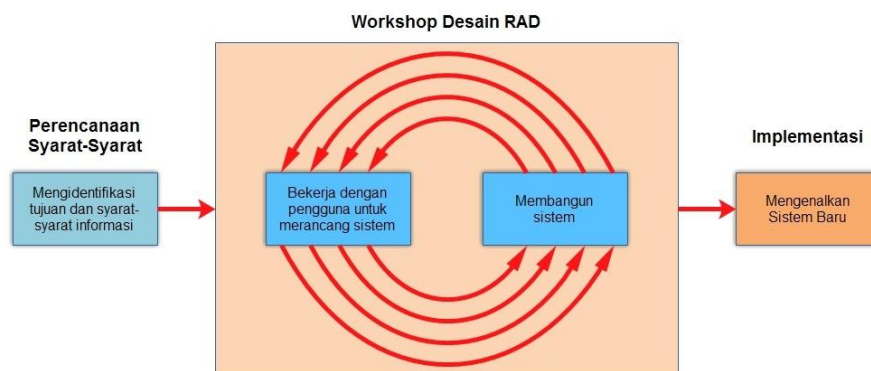 Workshop Desain RAD
Perencanaan
Syarat-Syarat
Mengidentifikasi
tujuan dan syarat-
syarat informasi
Bekerja dengan
pengguna untuk
merancang sistem
Membangun
sistem
Implementasi
Mengenalkan
Sistem Baru